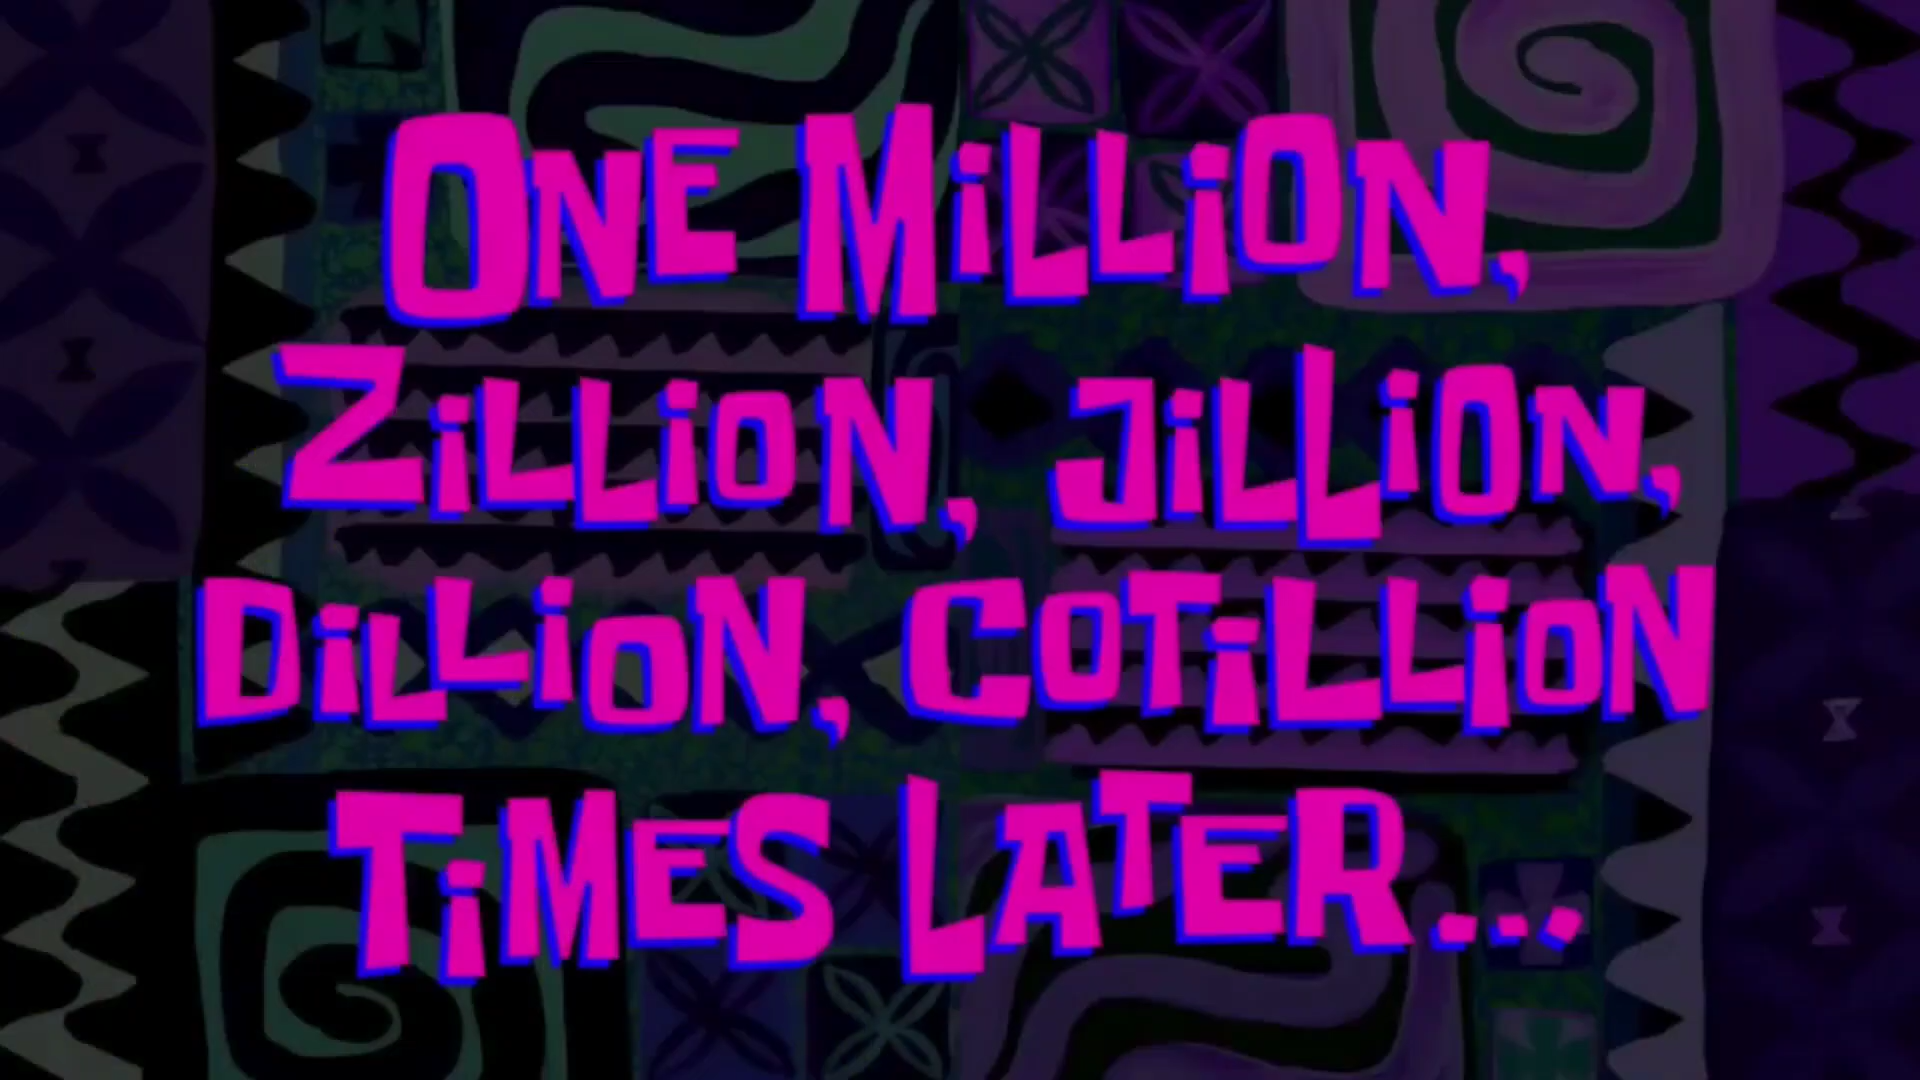 One Million,
Zillion, Jillion,
Dillion, Cotillion
Times Later...